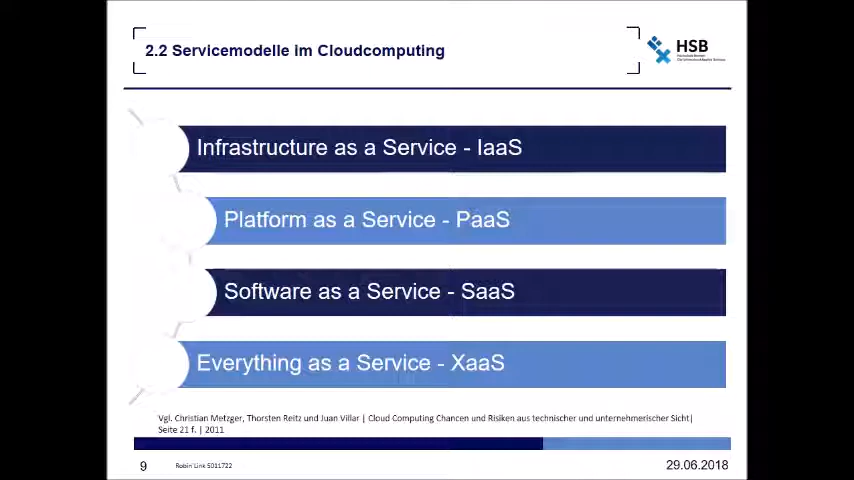 2.2 Servicemodelle im Cloudcomputing
HSB
Infrastructure as a Service - IaaS
Platform as a Service - PaaS
Software as a Service - SaaS
Everything as a Service - XaaS
Vgl. Christian Metzger, Thorsten Reitz und Juan Villar | Cloud Computing Chancen und Risiken aus technischer und unternehmerischer Sicht|
Seite 21 f. | 2011
9
Robin Link 5011722
29.06.2018